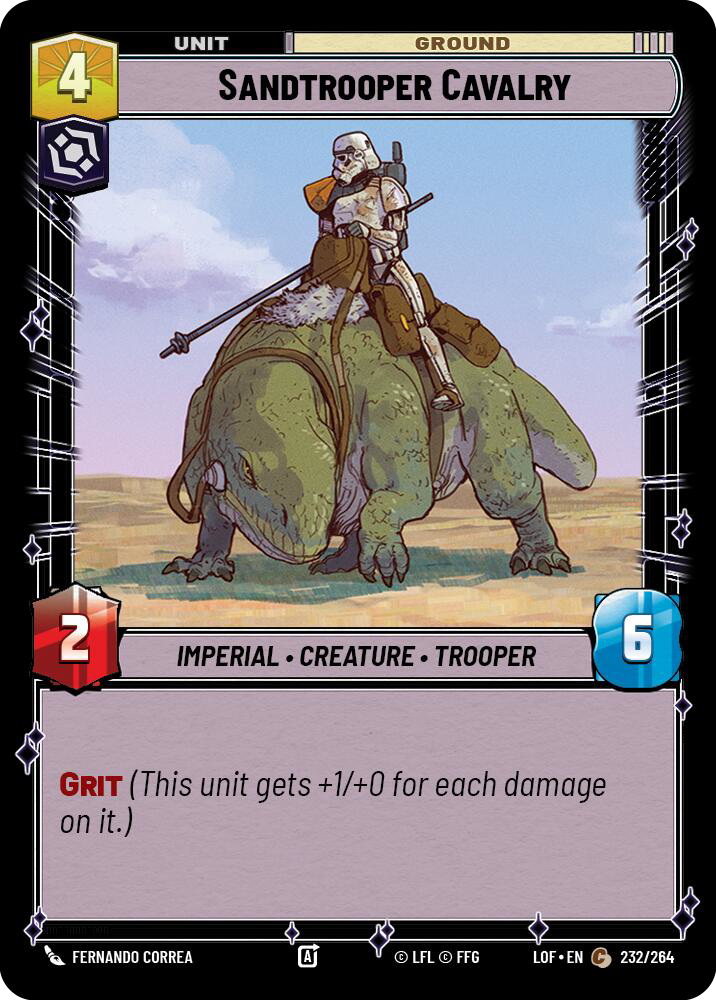 UNIT
GROUND
4
SANDTROOPER CAVALRY
2
IMPERIAL • CREATURE • TROOPER
6
GRIT (This unit gets +1/+0 for each damage
on it.)
FERNANDO CORREA
A
© LFL © FFG
LOF • EN
C
232/264